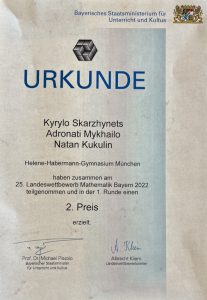 Bayerisches Staatsministerium für
Unterricht und Kultus
URKUNDE
Kyrylo Skarzhynets
Adronati Mykhailo
Natan Kukulin
Helene-Habermann-Gymnasium München
haben zusammen am
25. Landeswettbewerb Mathematik Bayern 2022
teilgenommen und in der 1. Runde einen
2. Preis
erzielt.
Prof. Dr. Michael Piazolo
Bayerischer Staatsminister
für Unterricht und Kultus
A. Kliem
Albrecht Kliem
Landeswettbewerbsleiter